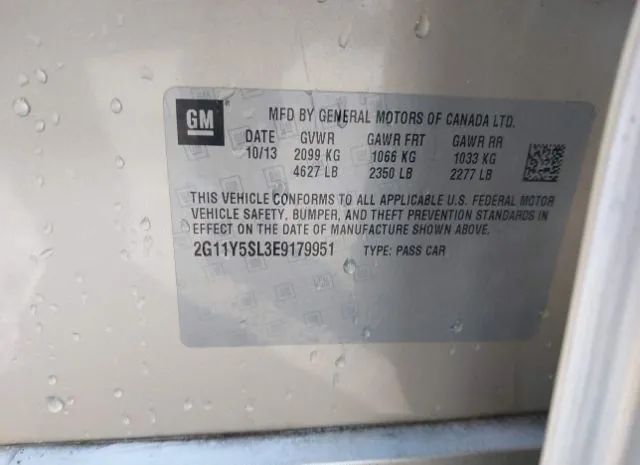 GM
MFD BY GENERAL MOTORS OF CANADA LTD.
DATE GVWR GAWR FRT GAWR RR
10/13 2099 KG 1066 KG 1033 KG
4627 LB 2350 LB 2277 LB
THIS VEHICLE CONFORMS TO ALL APPLICABLE U.S. FEDERAL MOTOR
VEHICLE SAFETY, BUMPER, AND THEFT PREVENTION STANDARDS IN
EFFECT ON THE DATE OF MANUFACTURE SHOWN ABOVE.
2G11Y5SL3E9179951 TYPE: PASS CAR